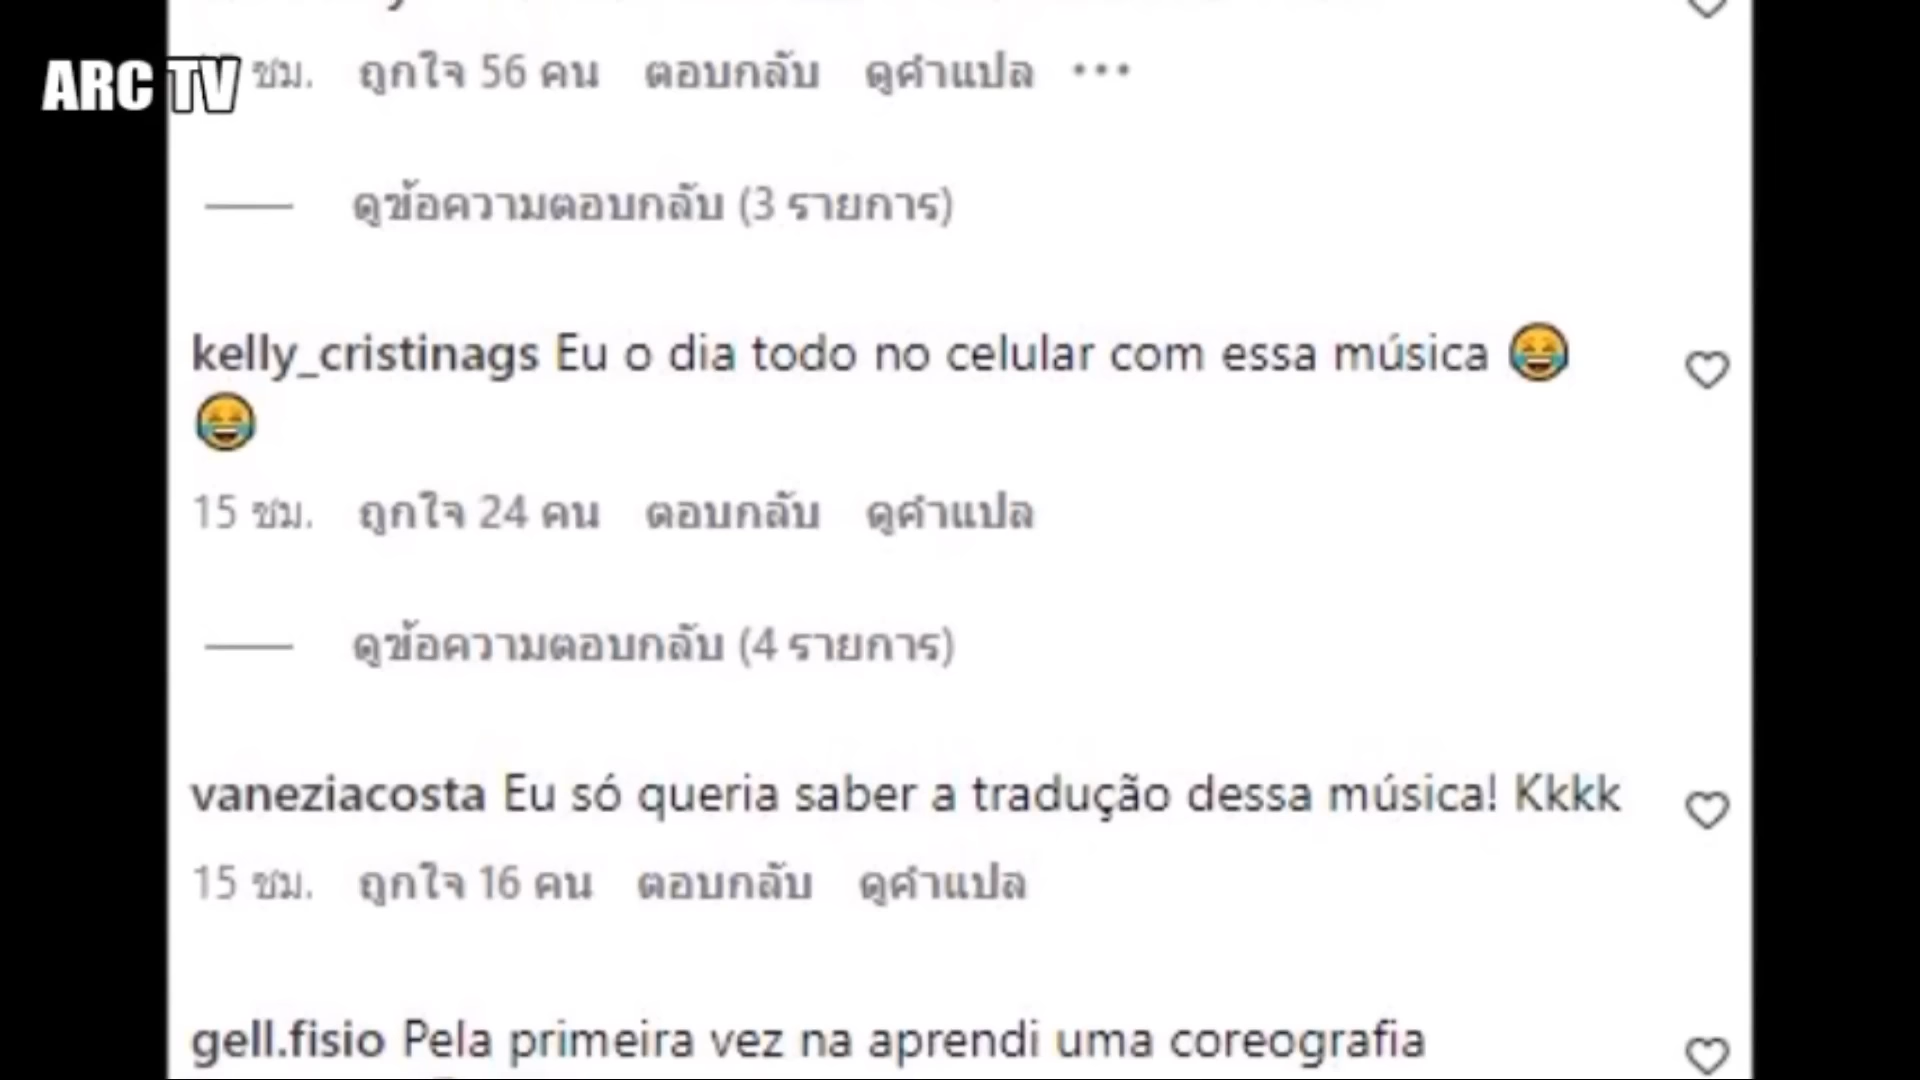 ARC TV
ชม. ถูกใจ 56 คน ตอบกลับ ดูคำแปล ...
ดูข้อความตอบกลับ (3 รายการ)
kelly_cristinags Eu o dia todo no celular com essa música 😂
😂
15 ชม. ถูกใจ 24 คน ตอบกลับ ดูคำแปล
ดูข้อความตอบกลับ (4 รายการ)
vaneziacosta Eu só queria saber a tradução dessa música! Kkkk
15 ชม. ถูกใจ 16 คน ตอบกลับ ดูคำแปล
gell.fisio Pela primeira vez na aprendi uma coreografia